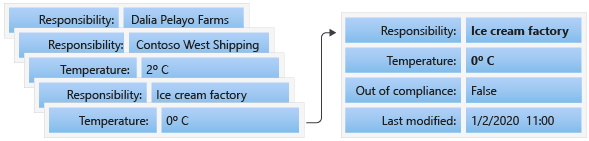 Responsibility: Dalia Pelayo Farms
Responsibility: Contoso West Shipping
Temperature: 2º C
Responsibility: Ice cream factory
Temperature: 0º C
Responsibility: Ice cream factory
Temperature: 0º C
Out of compliance: False
Last modified: 1/2/2020 11:00